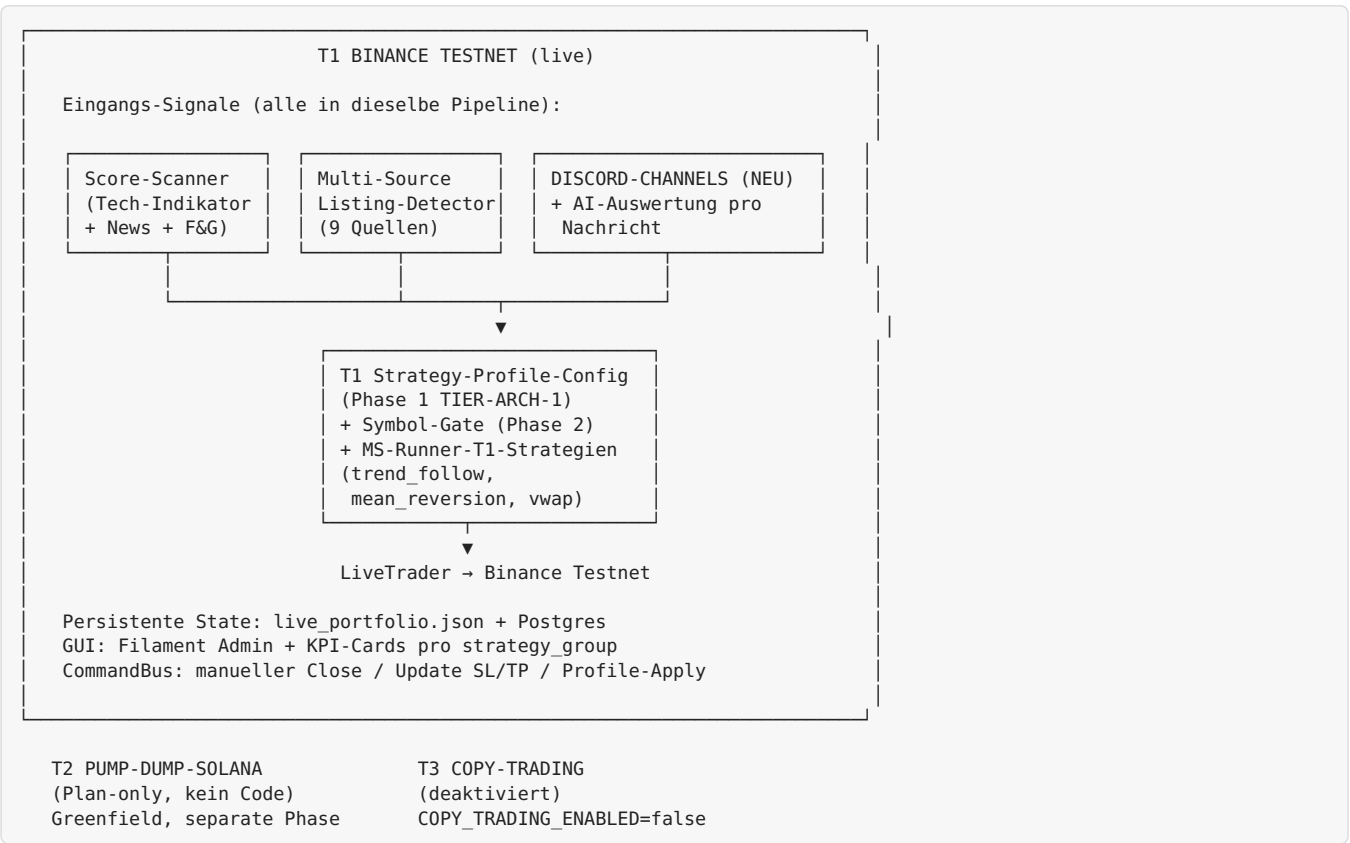 T1 BINANCE TESTNET (live)
Eingangs-Signale (alle in dieselbe Pipeline):
Score-Scanner
(Tech-Indikator
+ News + F&G)
Multi-Source
Listing-Detector
(9 Quellen)
DISCORD-CHANNELS (NEU)
+ AI-Auswertung pro
Nachricht
▼
T1 Strategy-Profile-Config
(Phase 1 TIER-ARCH-1)
+ Symbol-Gate (Phase 2)
+ MS-Runner-T1-Strategien
(trend_follow,
mean_reversion, vwap)
▼
LiveTrader → Binance Testnet
Persistente State: live_portfolio.json + Postgres
GUI: Filament Admin + KPI-Cards pro strategy_group
CommandBus: manueller Close / Update SL/TP / Profile-Apply
T2 PUMP-DUMP-SOLANA
(Plan-only, kein Code)
Greenfield, separate Phase
T3 COPY-TRADING
(deaktiviert)
COPY_TRADING_ENABLED=false